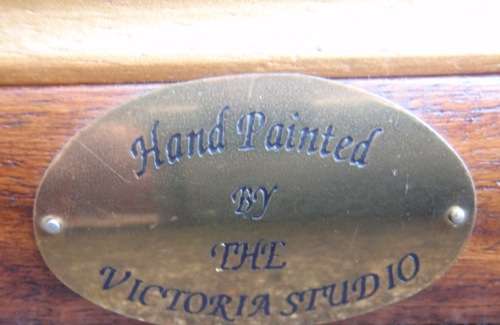 Hand Painted
BY
THE
VICTORIA STUDIO